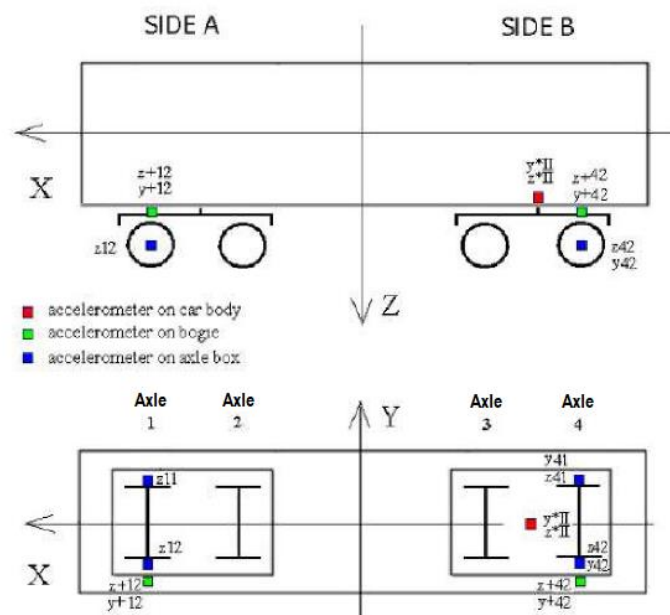 SIDE A SIDE B
X
z+12
y+12
y*II
z*II
z+42
y+42
z12
z42
y42
Z
accelerometer on car body
accelerometer on bogie
accelerometer on axle box
Axle Axle Y Axle Axle
1 2 3 4
z11
y41
z41
y*II
z*II
z12
z42
y42
X
z+12
y+12
z+42
y+42